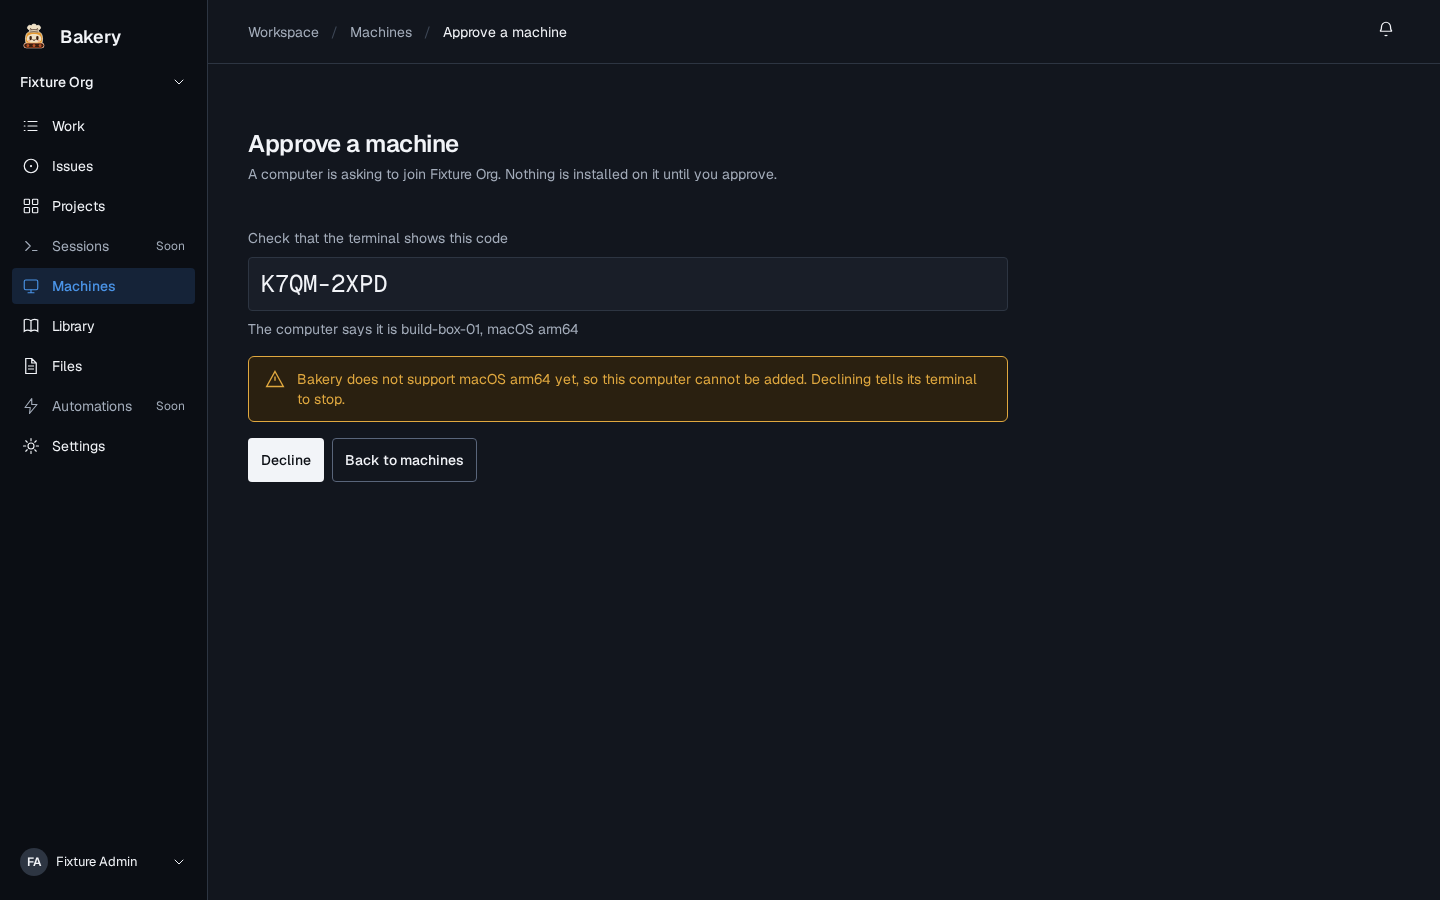 Bakery
Fixture Org
Work
Issues
Projects
Sessions Soon
Machines
Library
Files
Automations Soon
Settings
FA Fixture Admin
Workspace / Machines / Approve a machine
Approve a machine
A computer is asking to join Fixture Org. Nothing is installed on it until you approve.
Check that the terminal shows this code
K7QM-2XPD
The computer says it is build-box-01, macOS arm64
Bakery does not support macOS arm64 yet, so this computer cannot be added. Declining tells its terminal
to stop.
Decline
Back to machines